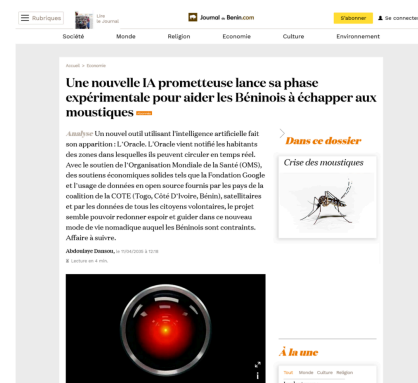 Rubriques
Lire
le Journal
Journal du Benin.com
S'abonner
Se connecter
Société Monde Religion Economie Culture Environnement
Accueil > Economie
Une nouvelle IA prometteuse lance sa phase
expérimentale pour aider les Béninois à échapper aux
moustiques
Analyse Un nouvel outil utilisant l'intelligence artificielle fait
son apparition : L'Oracle. L'Oracle vient notifié les habitants
des zones dans lesquelles ils peuvent circuler en temps réel.
Avec le soutien de l'Organisation Mondiale de la Santé (OMS),
des soutiens économiques solides tels que la Fondation Google
et l'usage de données en open source fournis par les pays de la
coalition de la COTE (Togo, Côté D'Ivoire, Bénin), satellitaires
et par les données de tous les citoyens volontaires, le projet
semble pouvoir redonner espoir et guider dans ce nouveau
mode de vie nomadique auquel les Béninois sont contraints.
Affaire à suivre.
Abdoulaye Dansou,
Lecture en 4 min.
Dans ce dossier
Crise des moustiques
À la une
Tout Monde Culture Religion